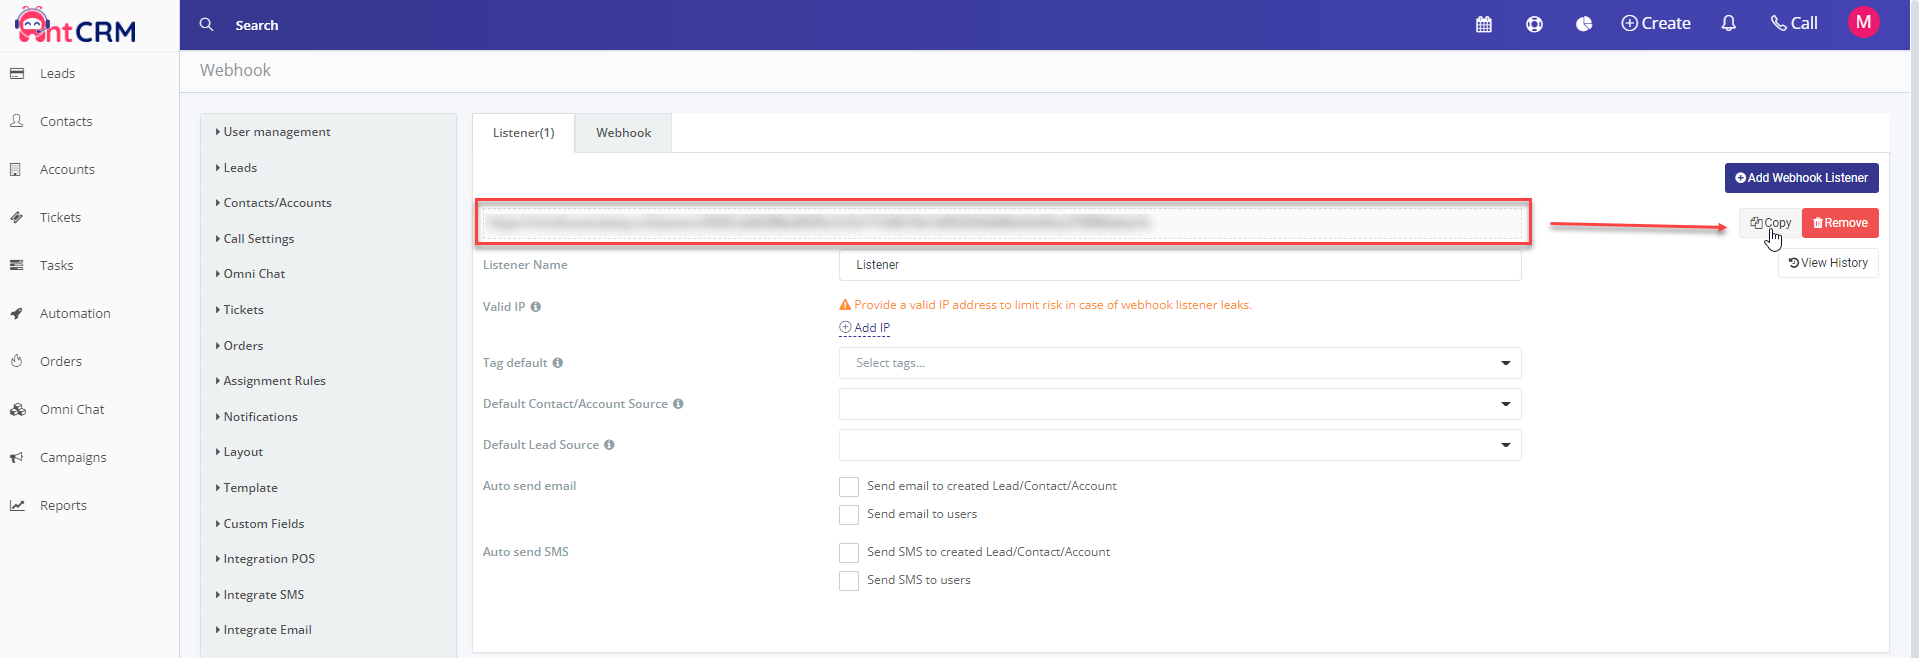 AntCRM
Search
Create
Call
M
Leads
Contacts
Accounts
Tickets
Tasks
Automation
Orders
Omni Chat
Campaigns
Reports
Webhook
User management
Leads
Contacts/Accounts
Call Settings
Omni Chat
Tickets
Orders
Assignment Rules
Notifications
Layout
Template
Custom Fields
Integration POS
Integrate SMS
Integrate Email
Listener(1)
Webhook
Add Webhook Listener
Copy
Remove
Listener Name
Listener
View History
Valid IP
Provide a valid IP address to limit risk in case of webhook listener leaks.
Add IP
Tag default
Select tags...
Default Contact/Account Source
Default Lead Source
Auto send email
Send email to created Lead/Contact/Account
Send email to users
Auto send SMS
Send SMS to created Lead/Contact/Account
Send SMS to users